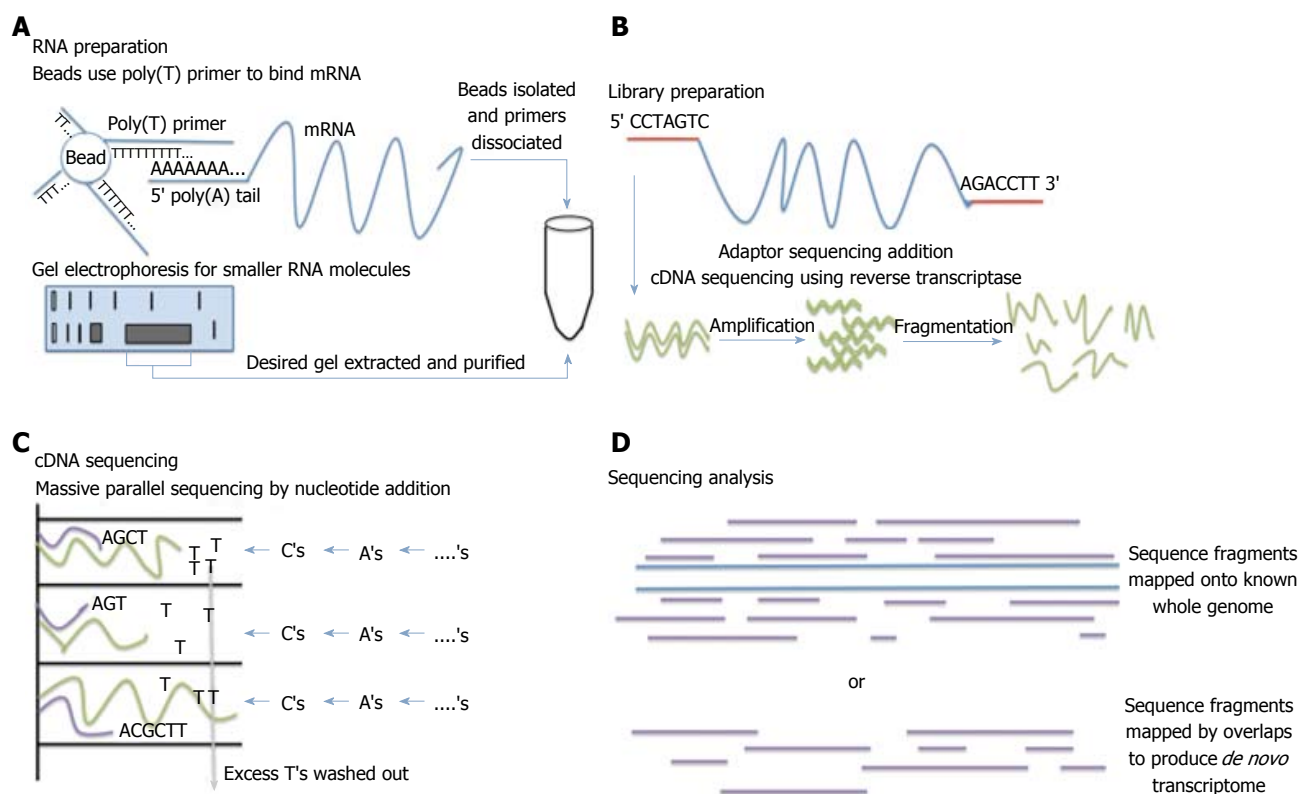 A
RNA preparation
Beads use poly(T) primer to bind mRNA
TT...
Poly(T) primer
Bead
TTTTTTTTT...
AAAAAAA...
mRNA
TTT...
TTTTTT...
5' poly(A) tail
Beads isolated
and primers
dissociated
Gel electrophoresis for smaller RNA molecules
Desired gel extracted and purified
B
Library preparation
5' CCTAGTC
AGACCTT 3'
Adaptor sequencing addition
cDNA sequencing using reverse transcriptase
Amplification
Fragmentation
C
cDNA sequencing
Massive parallel sequencing by nucleotide addition
AGCT
T T
T T
C's A's ....'s
AGT
T T
T
C's A's ....'s
T
T T
C's A's ....'s
ACGCTT
Excess T's washed out
D
Sequencing analysis
Sequence fragments
mapped onto known
whole genome
or
Sequence fragments
mapped by overlaps
to produce de novo
transcriptome